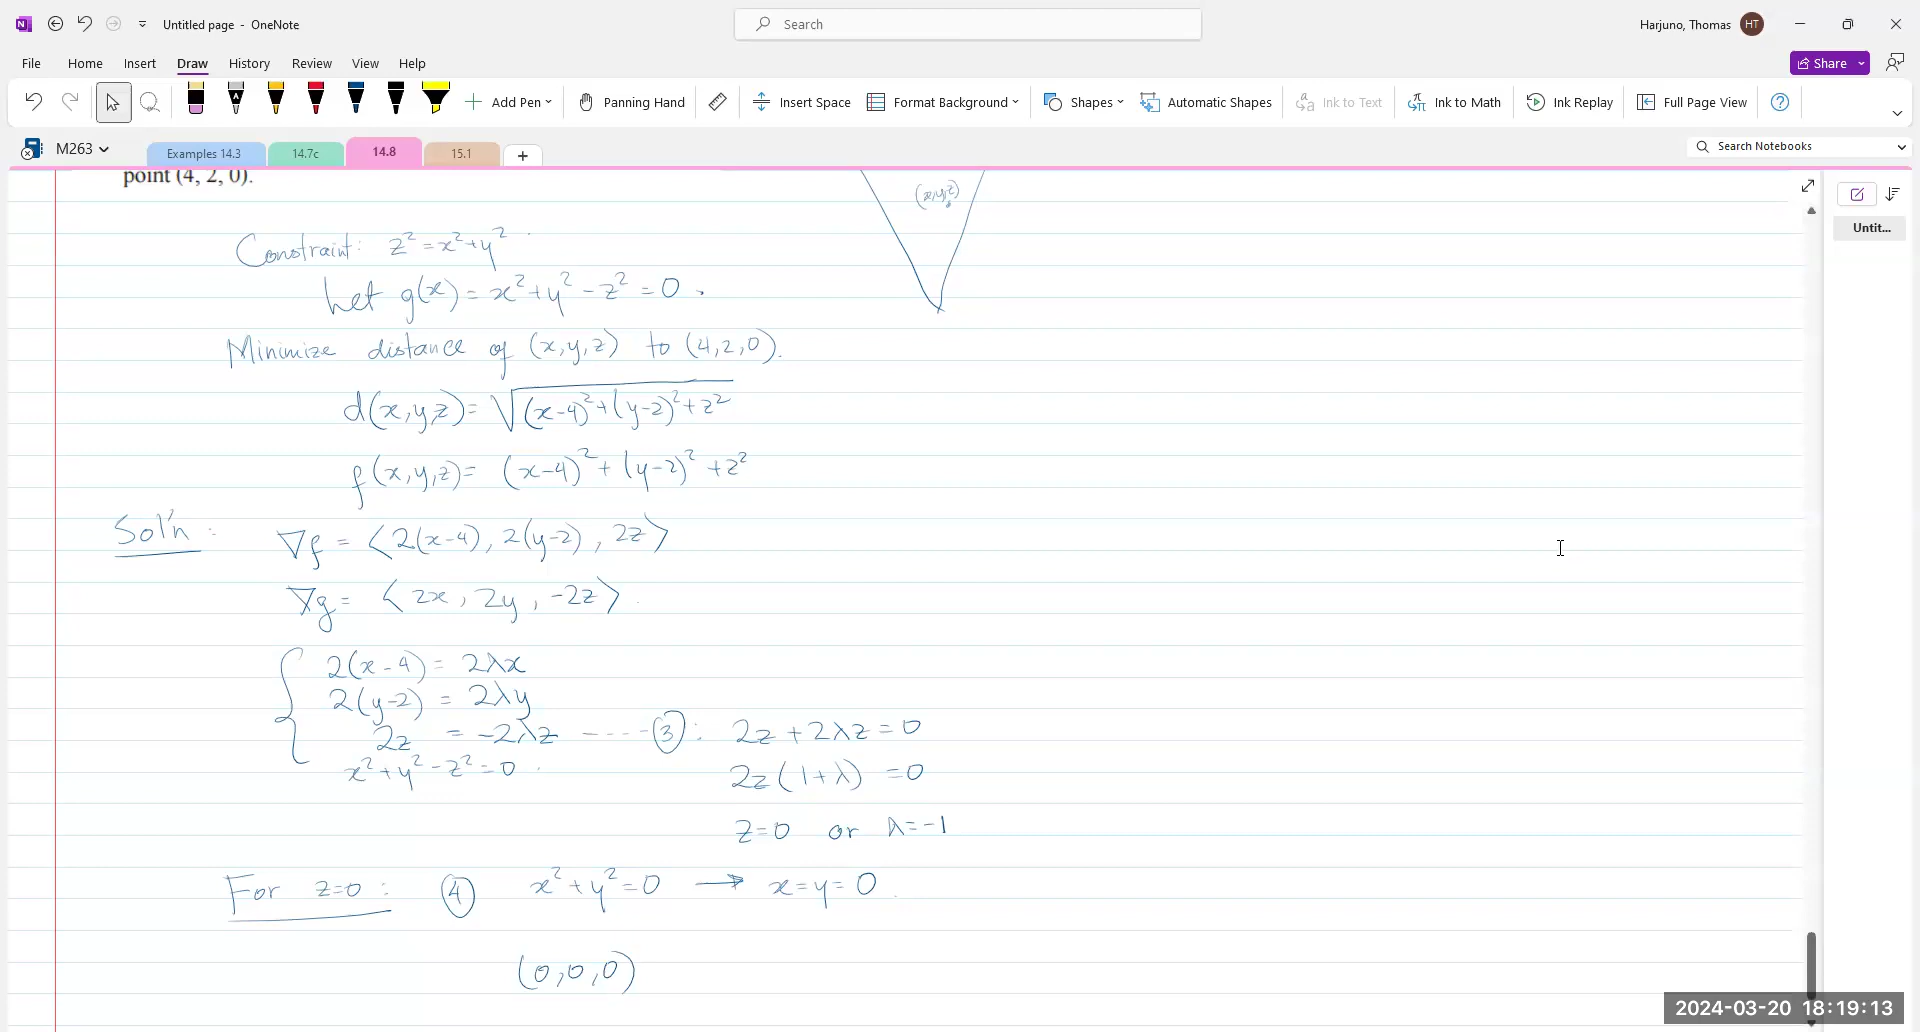 Untitled page - OneNote
Search
Harjuno, Thomas HT
File Home Insert Draw History Review View Help
Share
Add Pen Panning Hand Insert Space Format Background Shapes Automatic Shapes Ink to Text Ink to Math Ink Replay Full Page View
M263 Examples 14.3 14.7c 14.8 15.1 +
Search Notebooks
Untit...
point (4, 2, 0).
(x,y,z)
Constraint: z² = x² + y²
Let g(x) = x² + y² - z² = 0.
Minimize distance of (x,y,z) to (4,2,0).
d(x,y,z) = √((x-4)² + (y-2)² + z²)
f(x,y,z) = (x-4)² + (y-2)² + z²
Sol'n : ∇f = ⟨2(x-4), 2(y-2), 2z⟩
∇g = ⟨2x, 2y, -2z⟩.
2(x-4) = 2λx
2(y-2) = 2λy
2z = -2λz ---- ③ : 2z + 2λz = 0
x² + y² - z² = 0.
2z(1+λ) = 0
z=0 or λ=-1
For z=0 : ④ x² + y² = 0 → x=y=0.
(0,0,0)
2024-03-20 18:19:13